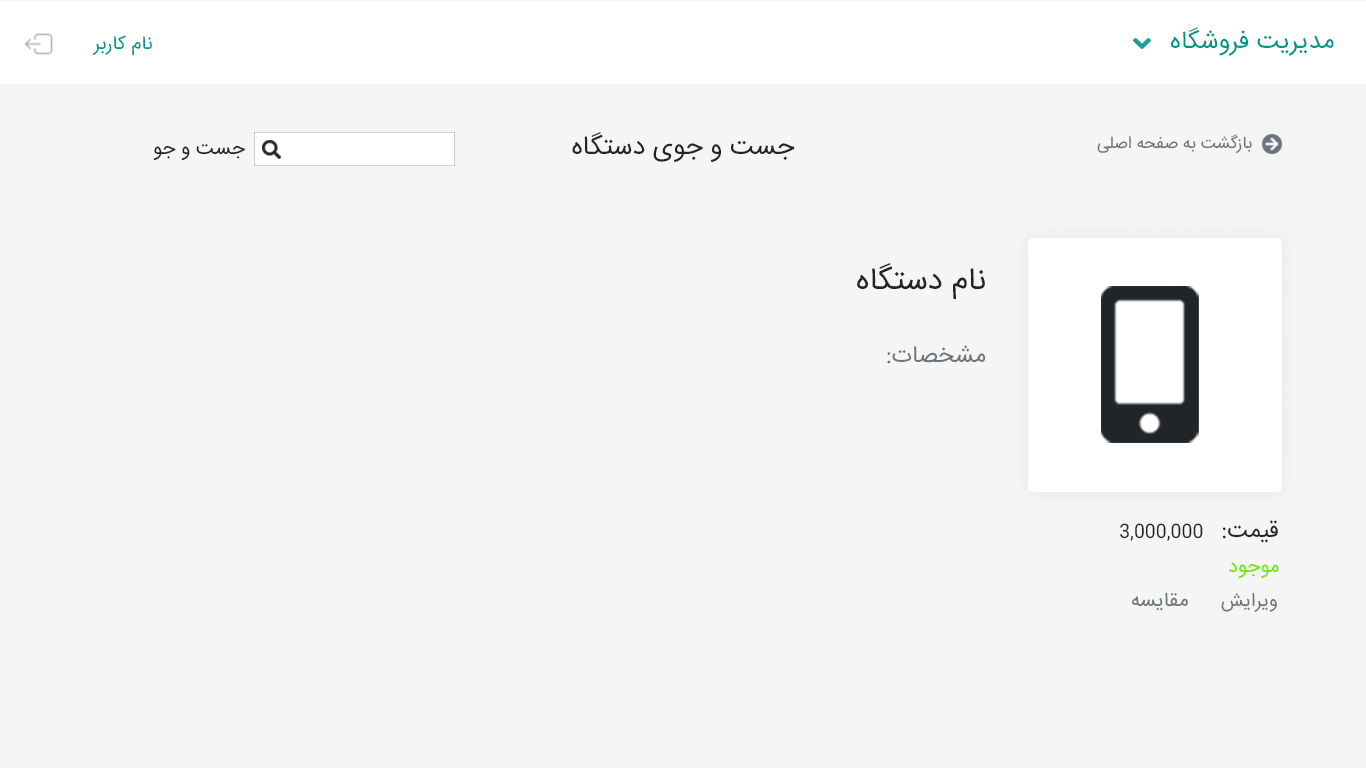 مدیریت فروشگاه
نام کاربر
بازگشت به صفحه اصلی
جست و جوی دستگاه
جست و جو
نام دستگاه
مشخصات:
قیمت: 3,000,000
موجود
ویرایش مقایسه